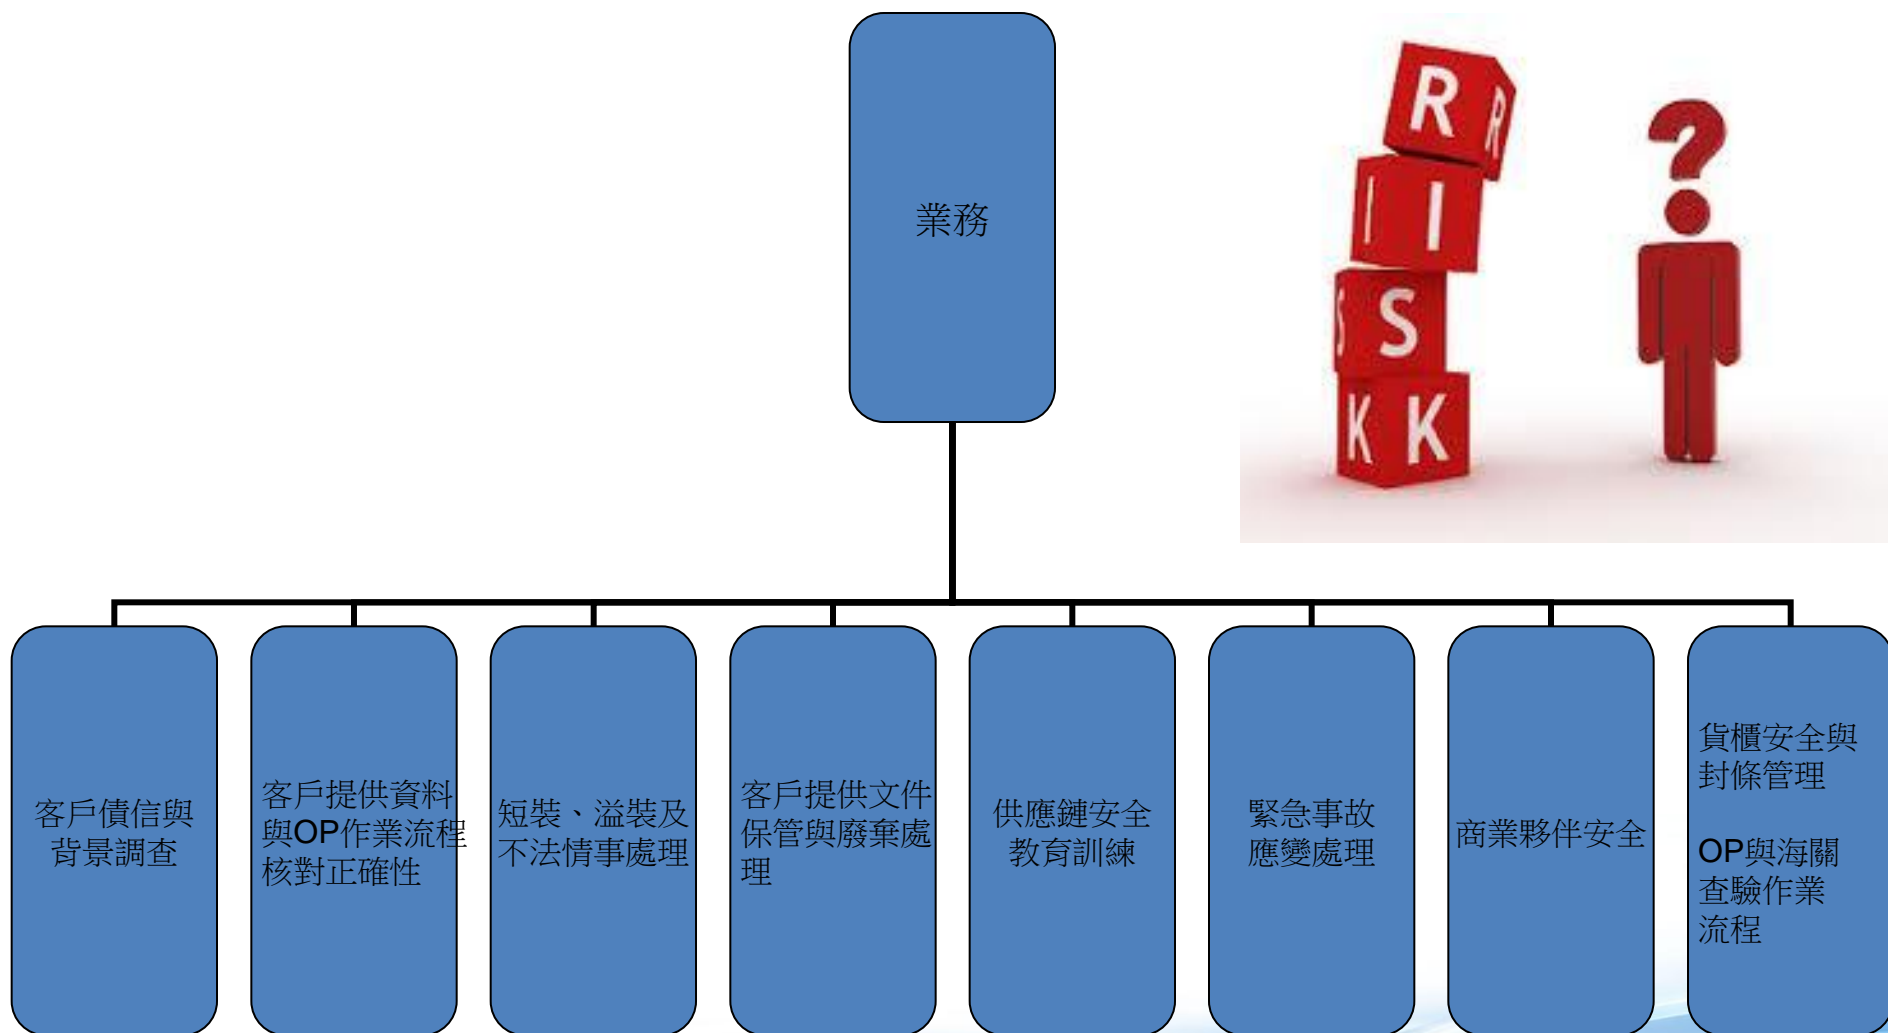 業務
R R
I I
S S
K K
?
客戶債信與
背景調查
客戶提供資料
與OP作業流程
核對正確性
短裝、溢裝及
不法情事處理
客戶提供文件
保管與廢棄處
理
供應鏈安全
教育訓練
緊急事故
應變處理
商業夥伴安全
貨櫃安全與
封條管理
OP與海關
查驗作業
流程